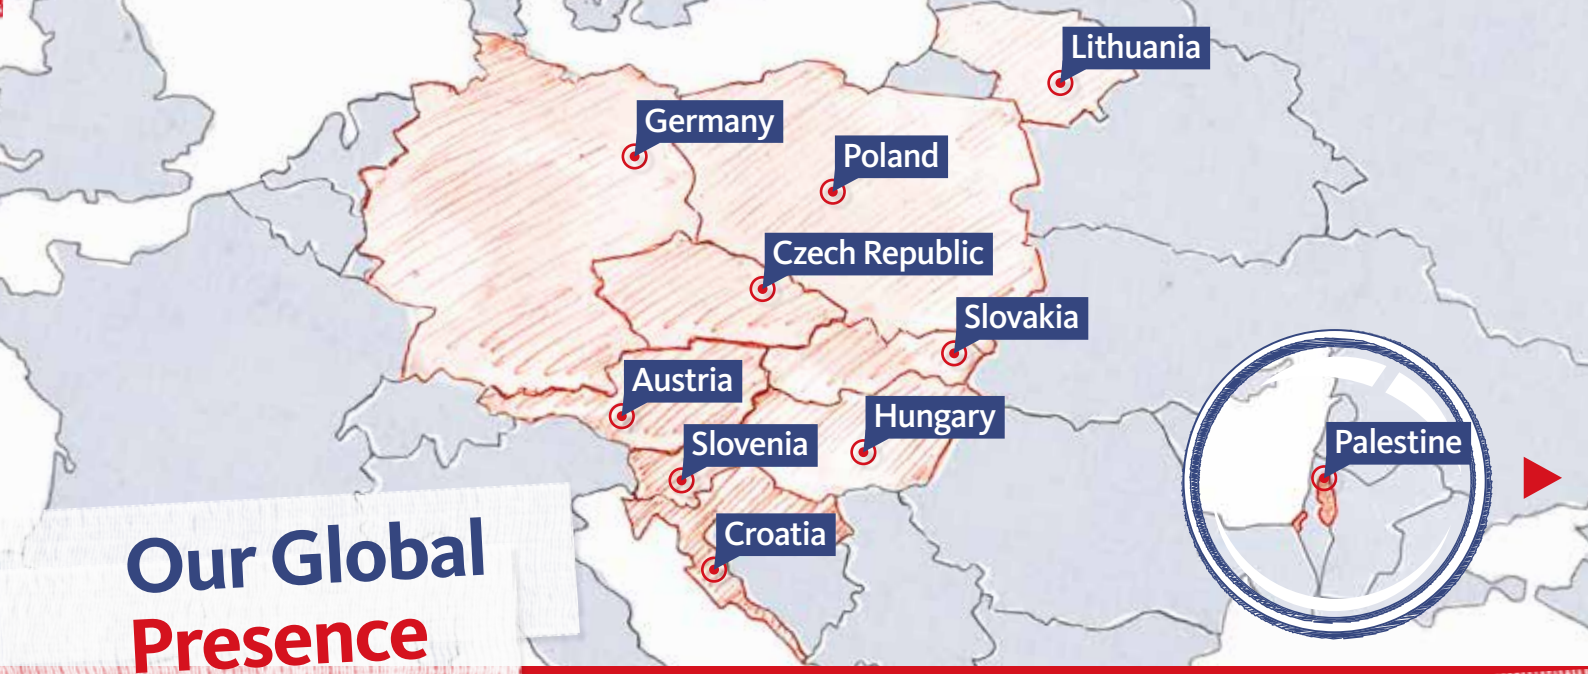 Lithuania
Germany
Poland
Czech Republic
Slovakia
Austria
Hungary
Slovenia
Palestine
Croatia
Our Global
Presence